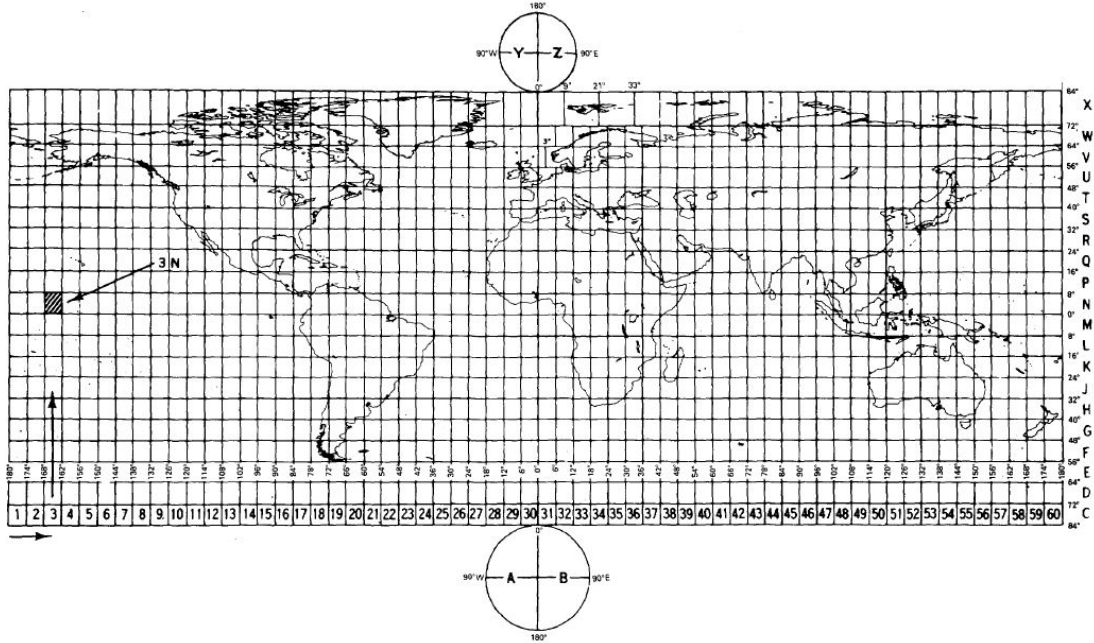 180°
90°W Y Z 90°E
0° 9° 21° 33°
84°
X
72°
W
64°
V
3°
56°
U
48°
T
40°
S
32°
R
24°
Q
3 N
16°
P
8°
N
0°
M
8°
L
16°
K
24°
J
32°
H
40°
G
48°
F
56°
E
64°
D
72°
C
84°
180° 174° 168° 162° 156° 150° 144° 138° 132° 126° 120° 114° 108° 102° 96° 90° 84° 78° 72° 66° 60° 54° 48° 42° 36° 30° 24° 18° 12° 6° 0° 6° 12° 18° 24° 30° 36° 42° 48° 54° 60° 66° 72° 78° 84° 90° 96° 102° 108° 114° 120° 126° 132° 138° 144° 150° 156° 162° 168° 174° 180°
1 2 3 4 5 6 7 8 9 10 11 12 13 14 15 16 17 18 19 20 21 22 23 24 25 26 27 28 29 30 31 32 33 34 35 36 37 38 39 40 41 42 43 44 45 46 47 48 49 50 51 52 53 54 55 56 57 58 59 60
0°
90°W A B 90°E
180°